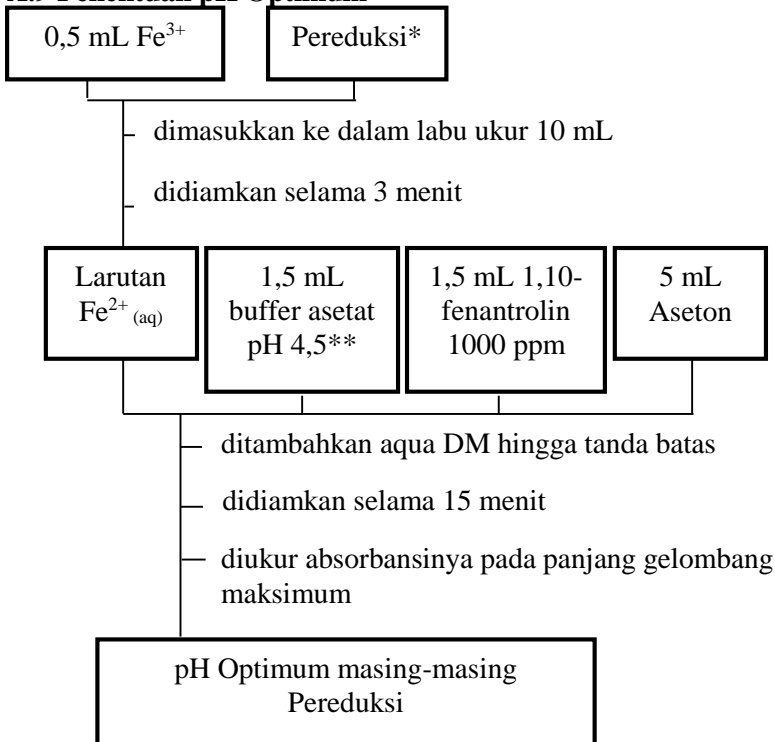 0,5 mL Fe³⁺
Pereduksi*
dimasukkan ke dalam labu ukur 10 mL
didiamkan selama 3 menit
Larutan
Fe²⁺ (aq)
1,5 mL
buffer asetat
pH 4,5**
1,5 mL 1,10-
fenantrolin
1000 ppm
5 mL
Aseton
ditambahkan aqua DM hingga tanda batas
didiamkan selama 15 menit
diukur absorbansinya pada panjang gelombang
maksimum
pH Optimum masing-masing
Pereduksi